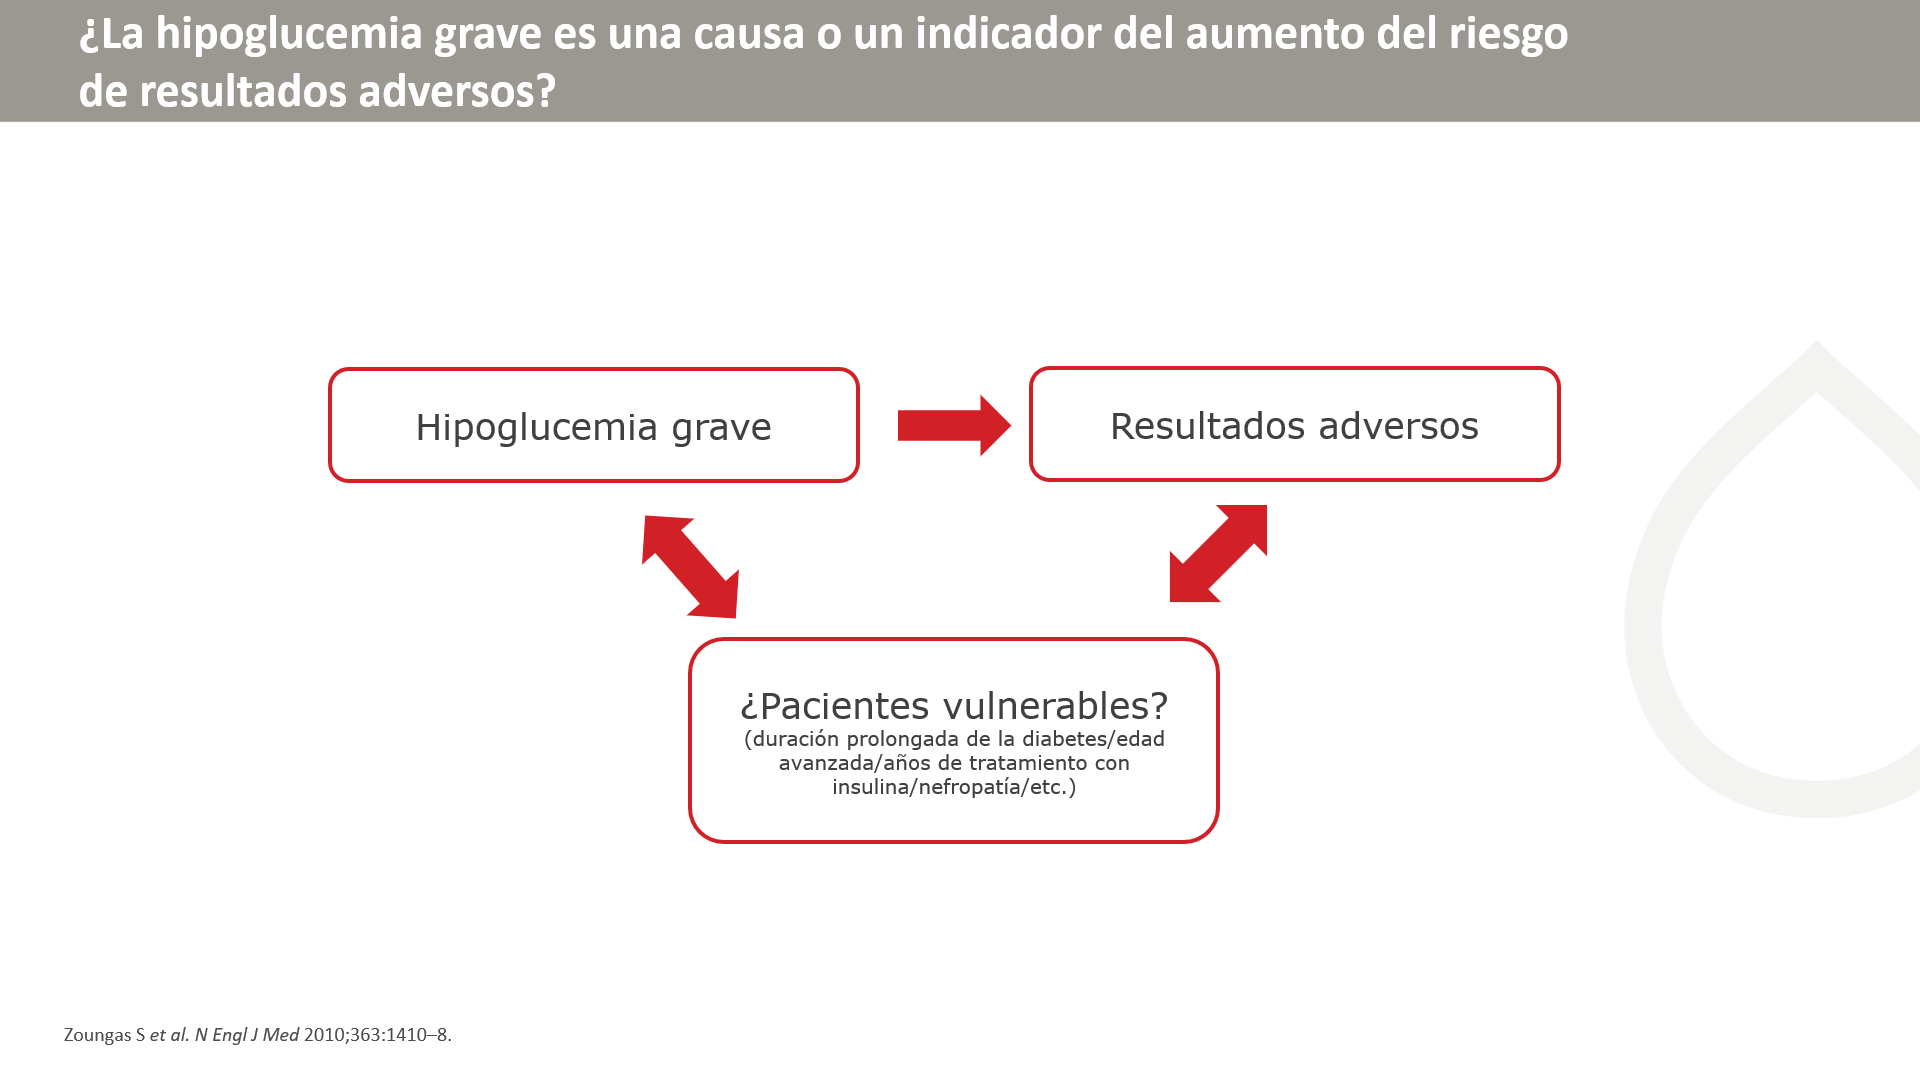 ¿La hipoglucemia grave es una causa o un indicador del aumento del riesgo
de resultados adversos?
Hipoglucemia grave
Resultados adversos
¿Pacientes vulnerables?
(duración prolongada de la diabetes/edad
avanzada/años de tratamiento con
insulina/nefropatía/etc.)
Zoungas S et al. N Engl J Med 2010;363:1410–8.